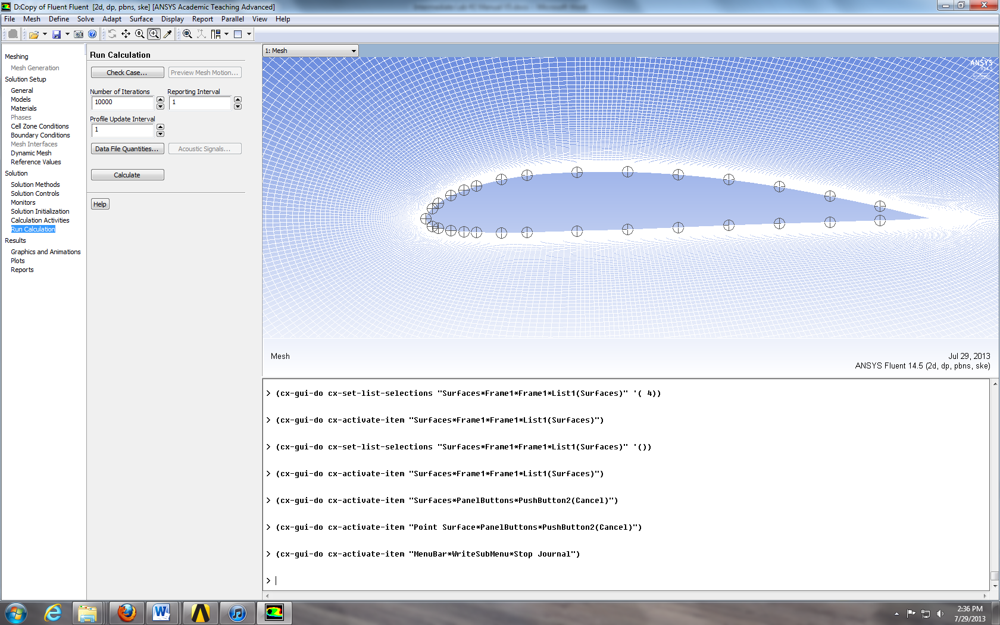 D:Copy of Fluent Fluent  [2d, dp, pbns, ske] [ANSYS Academic Teaching Advanced]
File Mesh Define Solve Adapt Surface Display Report Parallel View Help
Meshing
Mesh Generation
Solution Setup
General
Models
Materials
Phases
Cell Zone Conditions
Boundary Conditions
Mesh Interfaces
Dynamic Mesh
Reference Values
Solution
Solution Methods
Solution Controls
Monitors
Solution Initialization
Calculation Activities
Run Calculation
Results
Graphics and Animations
Plots
Reports
Run Calculation
Check Case... Preview Mesh Motion...
Number of Iterations Reporting Interval
10000 1
Profile Update Interval
1
Data File Quantities... Acoustic Signals...
Calculate
Help
1: Mesh
ANSYS
R14.5
Academic
Mesh
Jul 29, 2013
ANSYS Fluent 14.5 (2d, dp, pbns, ske)
> (cx-gui-do cx-set-list-selections "Surfaces*Frame1*Frame1*List1(Surfaces)" '( 4))
> (cx-gui-do cx-activate-item "Surfaces*Frame1*Frame1*List1(Surfaces)")
> (cx-gui-do cx-set-list-selections "Surfaces*Frame1*Frame1*List1(Surfaces)" '())
> (cx-gui-do cx-activate-item "Surfaces*Frame1*Frame1*List1(Surfaces)")
> (cx-gui-do cx-activate-item "Surfaces*PanelButtons*PushButton2(Cancel)")
> (cx-gui-do cx-activate-item "Point Surface*PanelButtons*PushButton2(Cancel)")
> (cx-gui-do cx-activate-item "MenuBar*WriteSubMenu*Stop Journal")
>
2:36 PM
7/29/2013